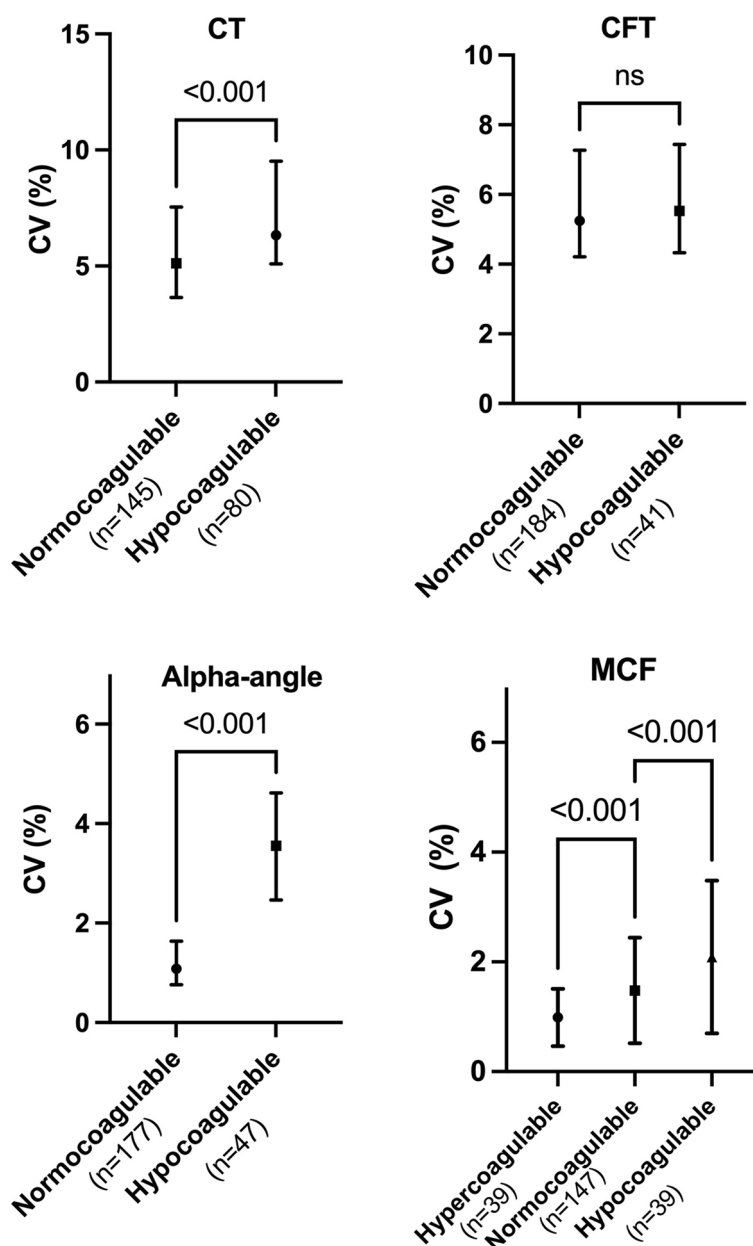 CT
<0.001
CV (%)
15
10
5
0
Normocoagulable
(n=145)
Hypocoagulable
(n=80)
CFT
ns
CV (%)
10
8
6
4
2
0
Normocoagulable
(n=184)
Hypocoagulable
(n=41)
Alpha-angle
<0.001
CV (%)
6
4
2
0
Normocoagulable
(n=177)
Hypocoagulable
(n=47)
MCF
<0.001
<0.001
CV (%)
6
4
2
0
Hypercoagulable
(n=39)
Normocoagulable
(n=147)
Hypocoagulable
(n=39)